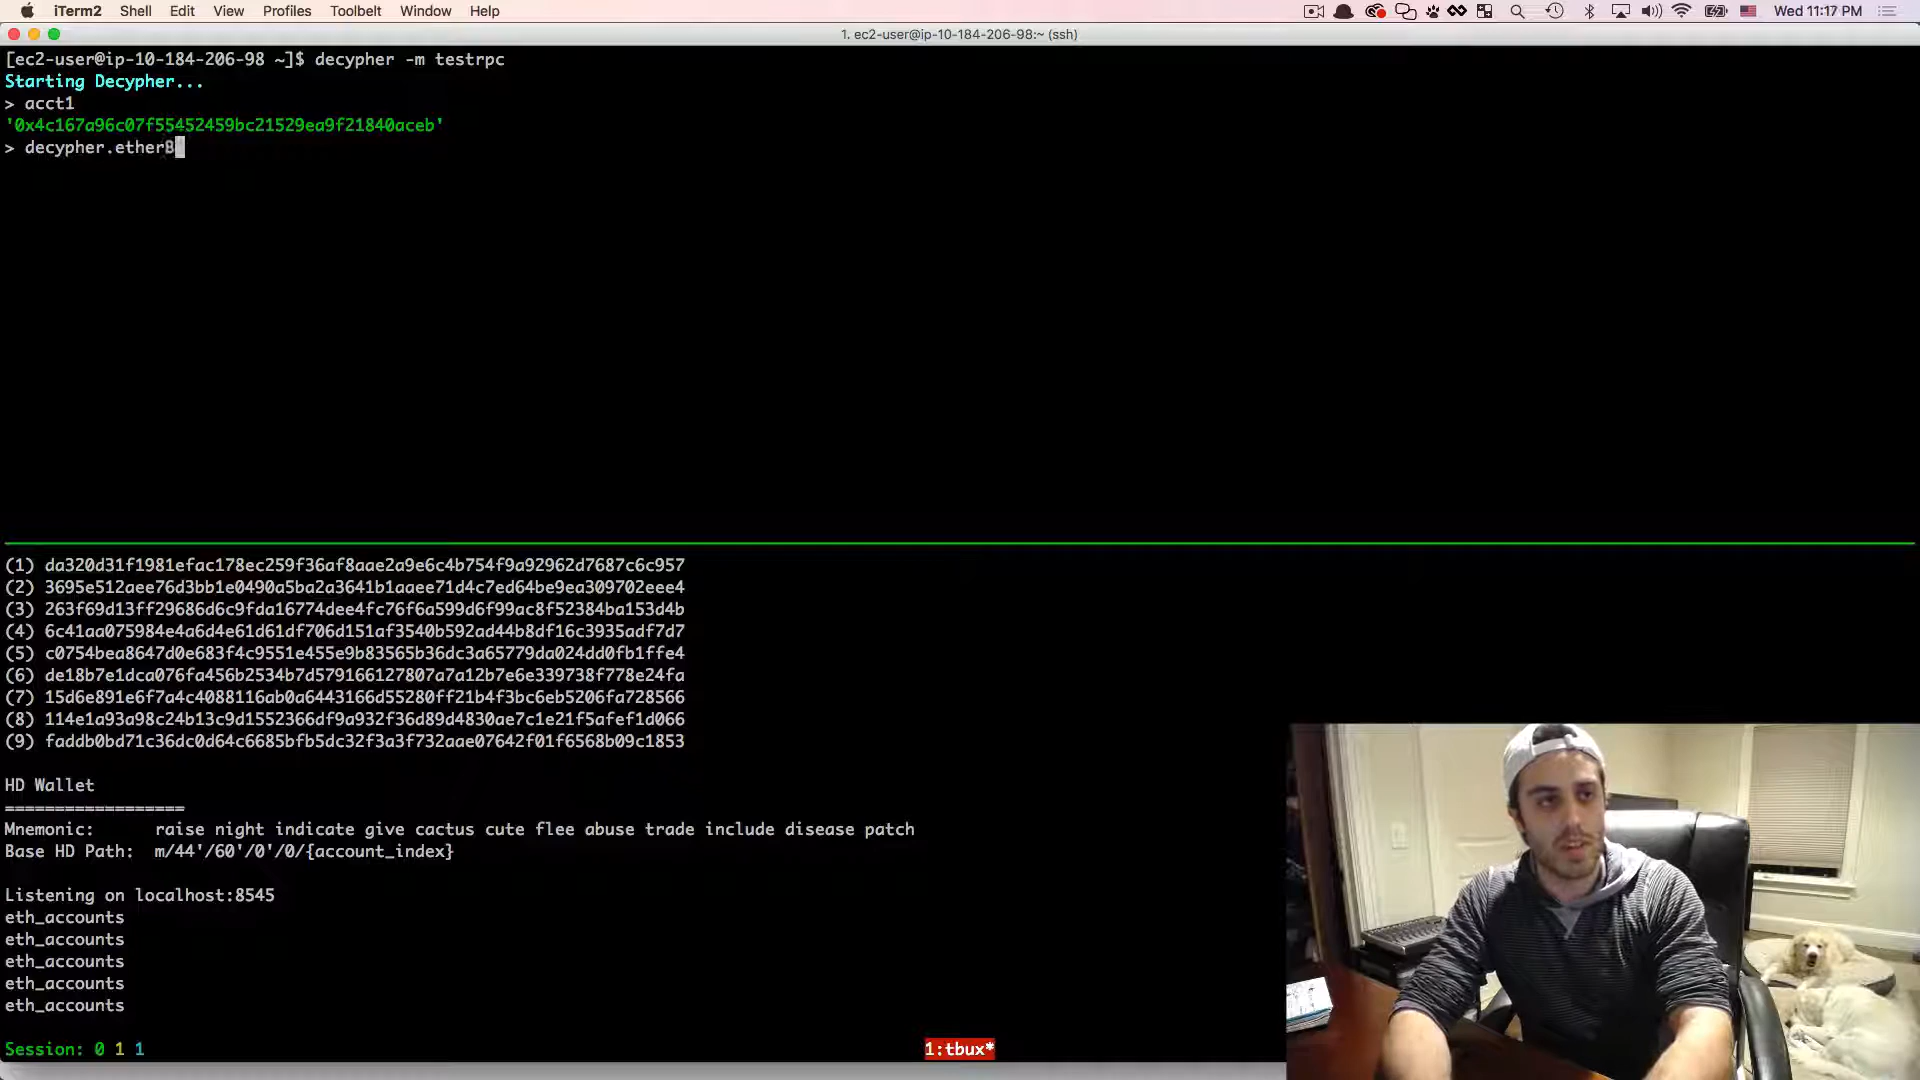 iTerm2 Shell Edit View Profiles Toolbelt Window Help Wed 11:17 PM
1. ec2-user@ip-10-184-206-98:~ (ssh)
[ec2-user@ip-10-184-206-98 ~]$ decypher -m testrpc
Starting Decypher...
> acct1
'0x4c167a96c07f55452459bc21529ea9f21840aceb'
> decypher.etherB
(1) da320d31f1981efac178ec259f36af8aae2a9e6c4b754f9a92962d7687c6c957
(2) 3695e512aee76d3bb1e0490a5ba2a3641b1aaee71d4c7ed64be9ea309702eee4
(3) 263f69d13ff29686d6c9fda16774dee4fc76f6a599d6f99ac8f52384ba153d4b
(4) 6c41aa075984e4a6d4e61d61df706d151af3540b592ad44b8df16c3935adf7d7
(5) c0754bea8647d0e683f4c9551e455e9b83565b36dc3a65779da024dd0fb1ffe4
(6) de18b7e1dca076fa456b2534b7d579166127807a7a12b7e6e339738f778e24fa
(7) 15d6e891e6f7a4c4088116ab0a6443166d55280ff21b4f3bc6eb5206fa728566
(8) 114e1a93a98c24b13c9d1552366df9a932f36d89d4830ae7c1e21f5afef1d066
(9) faddb0bd71c36dc0d64c6685bfb5dc32f3a3f732aae07642f01f6568b09c1853
HD Wallet
==================
Mnemonic: raise night indicate give cactus cute flee abuse trade include disease patch
Base HD Path: m/44'/60'/0'/0/{account_index}
Listening on localhost:8545
eth_accounts
eth_accounts
eth_accounts
eth_accounts
eth_accounts
Session: 0 1 1 1:tbux*